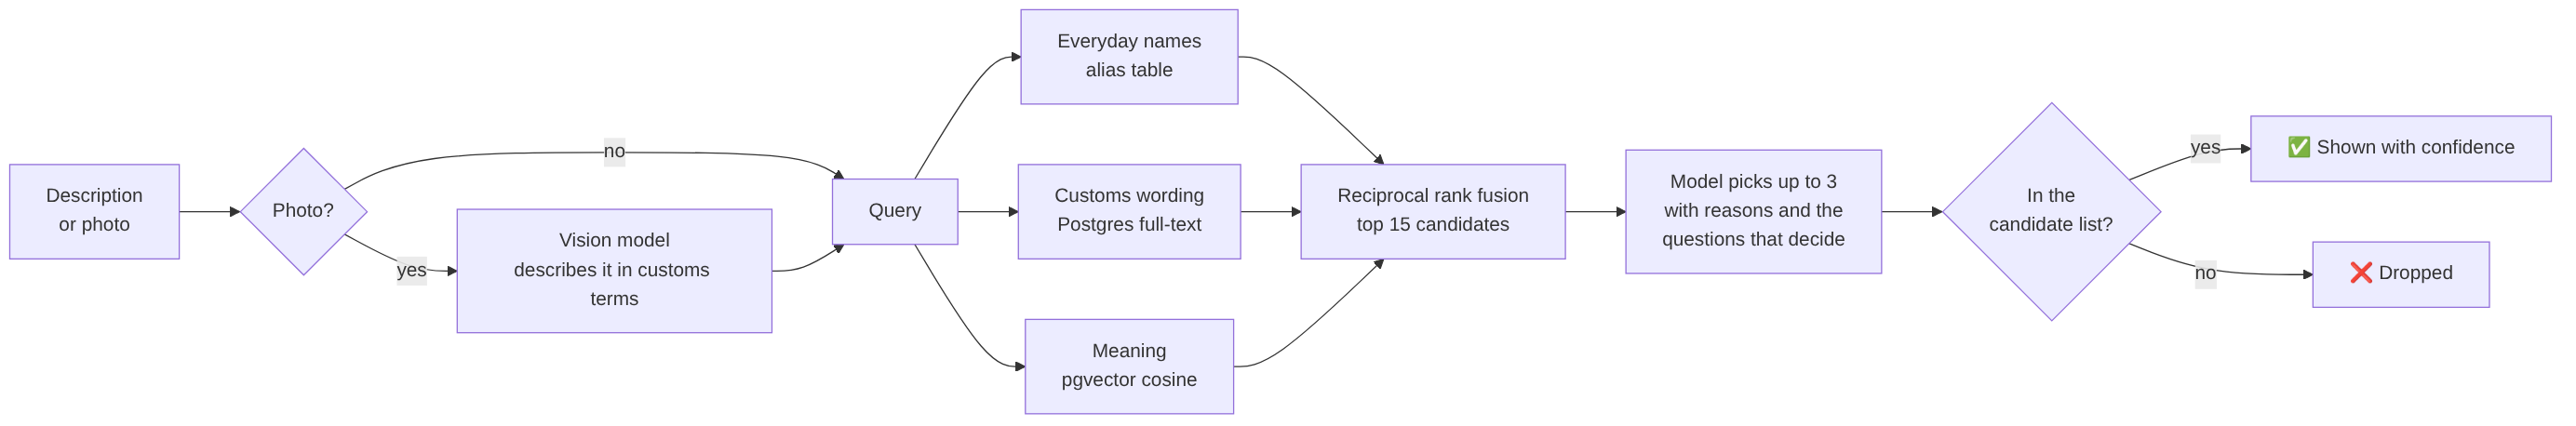 Description
or photo
Photo?
no
yes
Vision model
describes it in customs
terms
Query
Everyday names
alias table
Customs wording
Postgres full-text
Meaning
pgvector cosine
Reciprocal rank fusion
top 15 candidates
Model picks up to 3
with reasons and the
questions that decide
In the
candidate list?
yes
✅ Shown with confidence
no
❌ Dropped